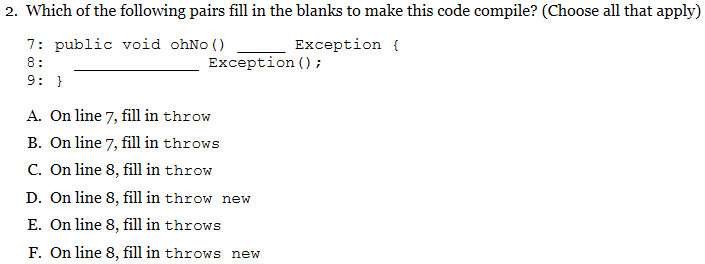 2. Which of the following pairs fill in the blanks to make this code compile? (Choose all that apply)
7: public void ohNo() _____ Exception {
8: _____________ Exception();
9: }
A. On line 7, fill in throw
B. On line 7, fill in throws
C. On line 8, fill in throw
D. On line 8, fill in throw new
E. On line 8, fill in throws
F. On line 8, fill in throws new